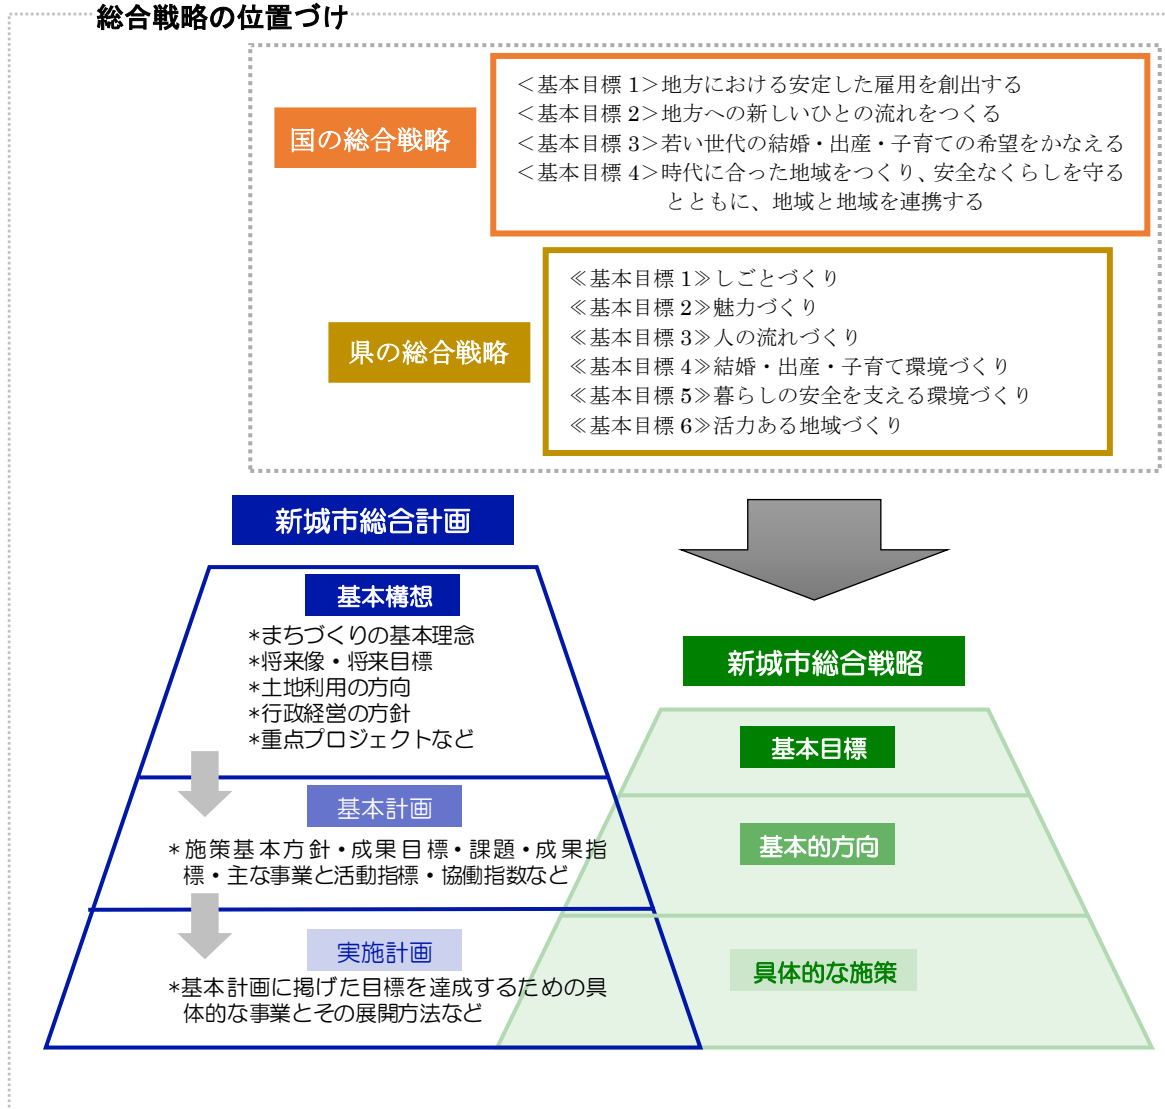 総合戦略の位置づけ
国の総合戦略
＜基本目標 1＞地方における安定した雇用を創出する
＜基本目標 2＞地方への新しいひとの流れをつくる
＜基本目標 3＞若い世代の結婚・出産・子育ての希望をかなえる
＜基本目標 4＞時代に合った地域をつくり、安全なくらしを守る
とともに、地域と地域を連携する
県の総合戦略
≪基本目標 1≫しごとづくり
≪基本目標 2≫魅力づくり
≪基本目標 3≫人の流れづくり
≪基本目標 4≫結婚・出産・子育て環境づくり
≪基本目標 5≫暮らしの安全を支える環境づくり
≪基本目標 6≫活力ある地域づくり
新城市総合計画
基本構想
*まちづくりの基本理念
*将来像・将来目標
*土地利用の方向
*行政経営の方針
*重点プロジェクトなど
基本計画
*施策基本方針・成果目標・課題・成果指
標・主な事業と活動指標・協働指数など
実施計画
*基本計画に掲げた目標を達成するための具
体的な事業とその展開方法など
新城市総合戦略
基本目標
基本的方向
具体的な施策